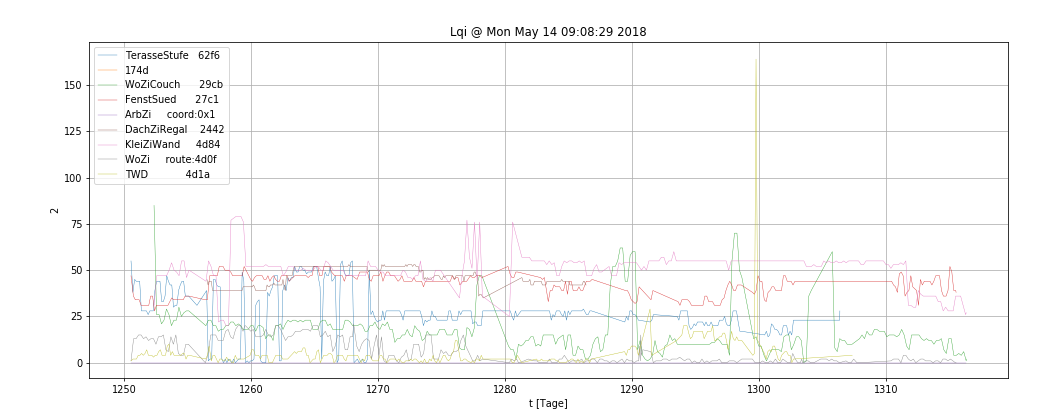 Lqi @ Mon May 14 09:08:29 2018
TerasseStufe 62f6
174d
WoZiCouch 29cb
FenstSued 27c1
ArbZi coord:0x1
DachZiRegal 2442
KleiZiWand 4d84
WoZi route:4d0f
TWD 4d1a
150
125
100
75
50
25
0
2
1250 1260 1270 1280 1290 1300 1310
t [Tage]